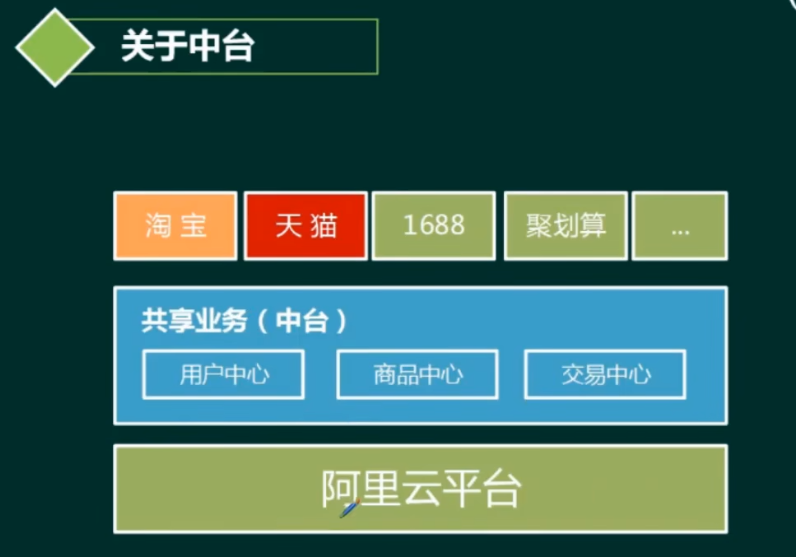 关于中台
淘宝 天猫 1688 聚划算 ...
共享业务（中台）
用户中心 商品中心 交易中心
阿里云平台